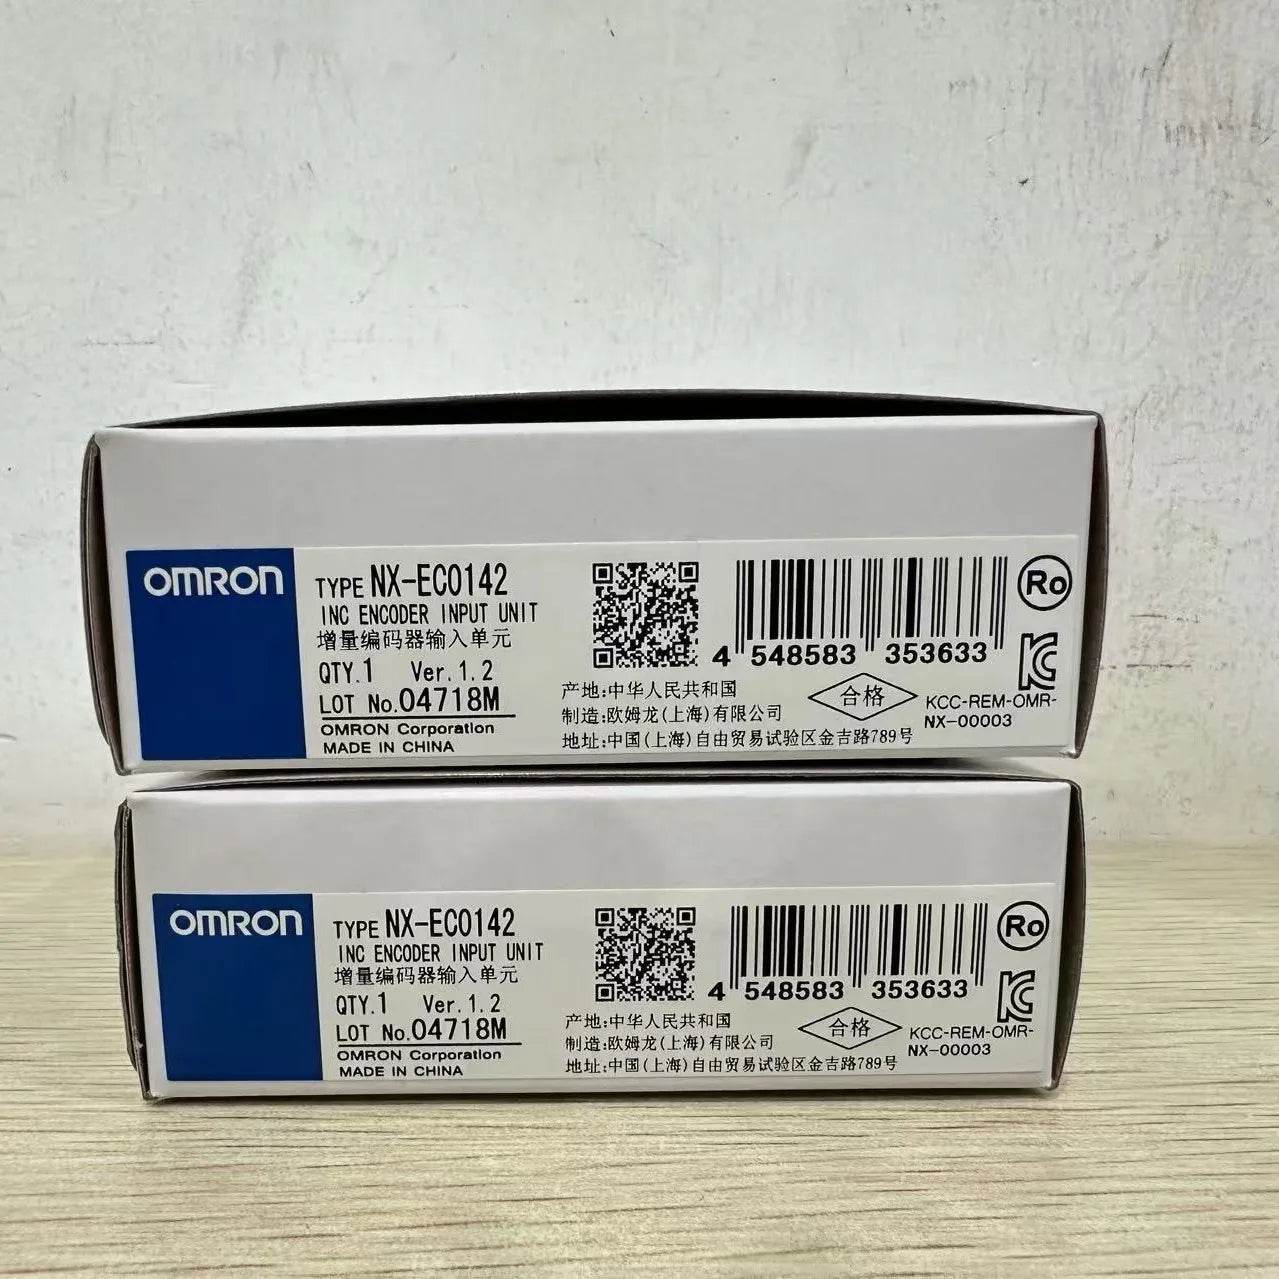 OMRON
TYPE NX-EC0142
INC ENCODER INPUT UNIT
增量编码器输入单元
QTY.1 Ver.1.2
LOT No.04718M
OMRON Corporation
MADE IN CHINA
4 548583 353633
产地:中华人民共和国
制造:欧姆龙(上海)有限公司
地址:中国(上海)自由贸易试验区金吉路789号
合格
Ro
KC
KCC-REM-OMR-
NX-00003
OMRON
TYPE NX-EC0142
INC ENCODER INPUT UNIT
增量编码器输入单元
QTY.1 Ver.1.2
LOT No.04718M
OMRON Corporation
MADE IN CHINA
4 548583 353633
产地:中华人民共和国
制造:欧姆龙(上海)有限公司
地址:中国(上海)自由贸易试验区金吉路789号
合格
Ro
KC
KCC-REM-OMR-
NX-00003